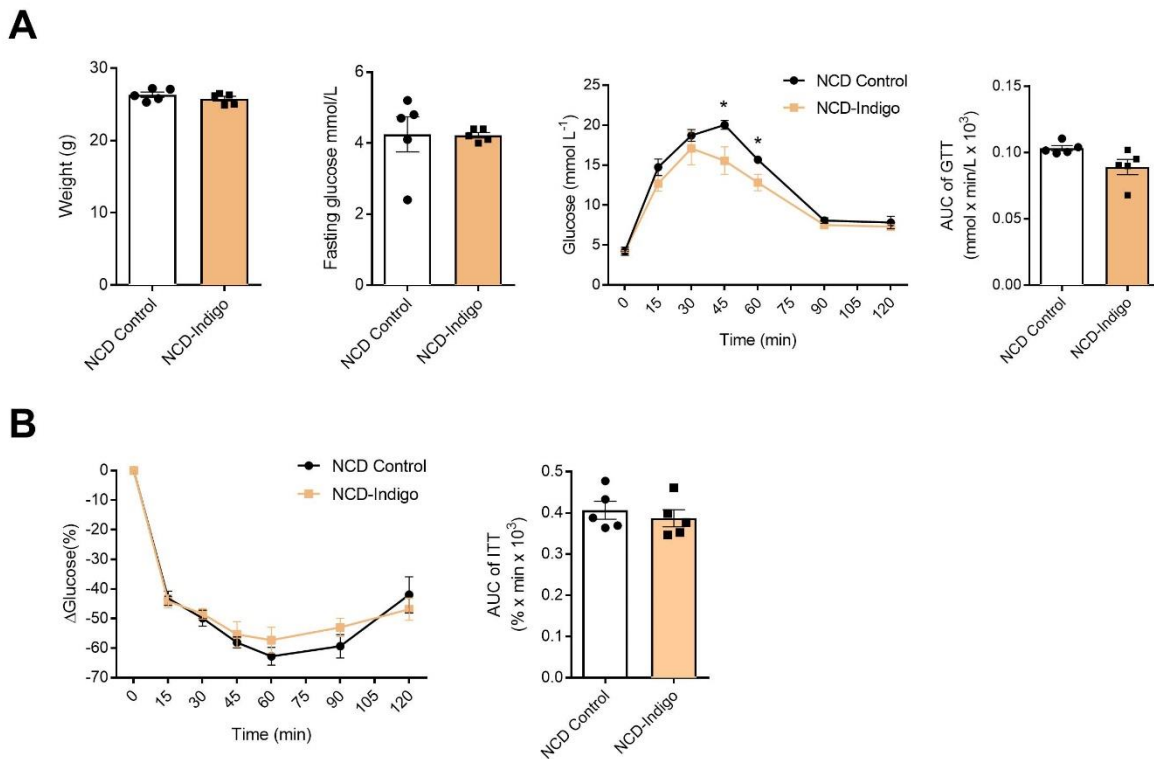 A
Weight (g)
30
20
10
0
NCD Control
NCD-Indigo
Fasting glucose mmol/L
6
4
2
0
NCD Control
NCD-Indigo
Glucose (mmol L⁻¹)
25
20
15
10
5
0
NCD Control
NCD-Indigo
*
*
0 15 30 45 60 75 90 105 120
Time (min)
AUC of GTT
(mmol x min/L x 10³)
0.15
0.10
0.05
0.00
NCD Control
NCD-Indigo
B
ΔGlucose(%)
0
-10
-20
-30
-40
-50
-60
-70
NCD Control
NCD-Indigo
0 15 30 45 60 75 90 105 120
Time (min)
AUC of ITT
(% x min x 10³)
0.5
0.4
0.3
0.2
0.1
0.0
NCD Control
NCD-Indigo